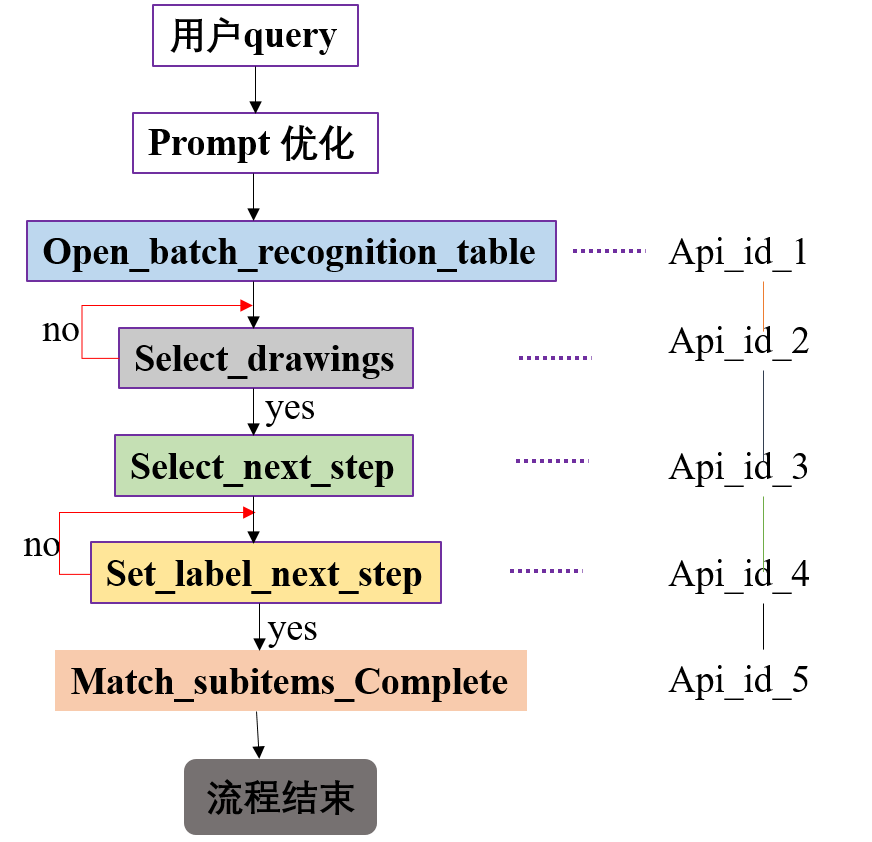 用户query
Prompt 优化
Open_batch_recognition_table
Api_id_1
no
Select_drawings
Api_id_2
yes
Select_next_step
Api_id_3
no
Set_label_next_step
Api_id_4
yes
Match_subitems_Complete
Api_id_5
流程结束